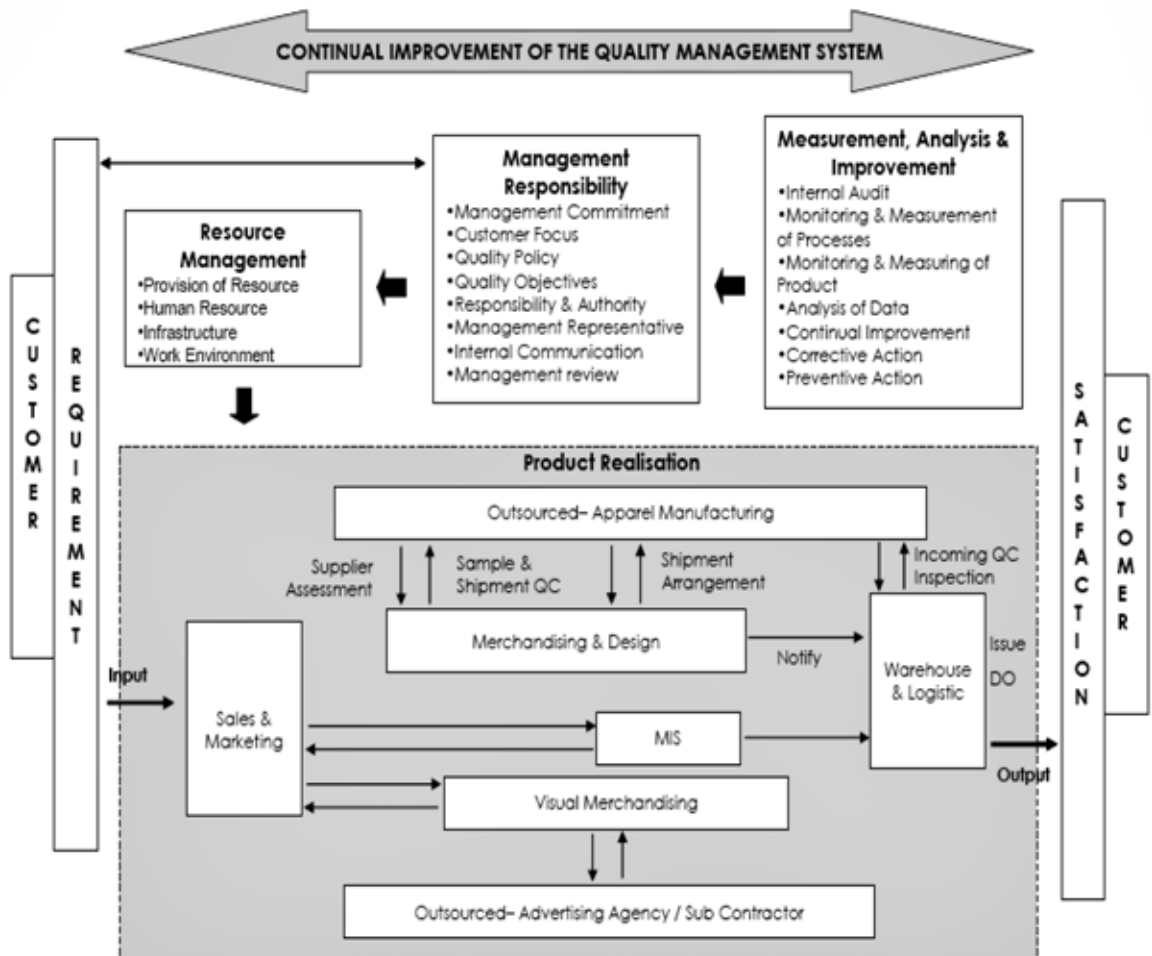 CONTINUAL IMPROVEMENT OF THE QUALITY MANAGEMENT SYSTEM
CUSTOMER
REQUIREMENT
Resource
Management
•Provision of Resource
•Human Resource
•Infrastructure
•Work Environment
Management
Responsibility
•Management Commitment
•Customer Focus
•Quality Policy
•Quality Objectives
•Responsibility & Authority
•Management Representative
•Internal Communication
•Management review
Measurement, Analysis &
Improvement
•Internal Audit
•Monitoring & Measurement
of Processes
•Monitoring & Measuring of
Product
•Analysis of Data
•Continual Improvement
•Corrective Action
•Preventive Action
SATISFACTION
CUSTOMER
Product Realisation
Outsourced– Apparel Manufacturing
Supplier
Assessment
Sample &
Shipment QC
Shipment
Arrangement
Incoming QC
Inspection
Merchandising & Design
Notify
Warehouse
& Logistic
Issue
DO
Input
Sales &
Marketing
MIS
Output
Visual Merchandising
Outsourced– Advertising Agency / Sub Contractor